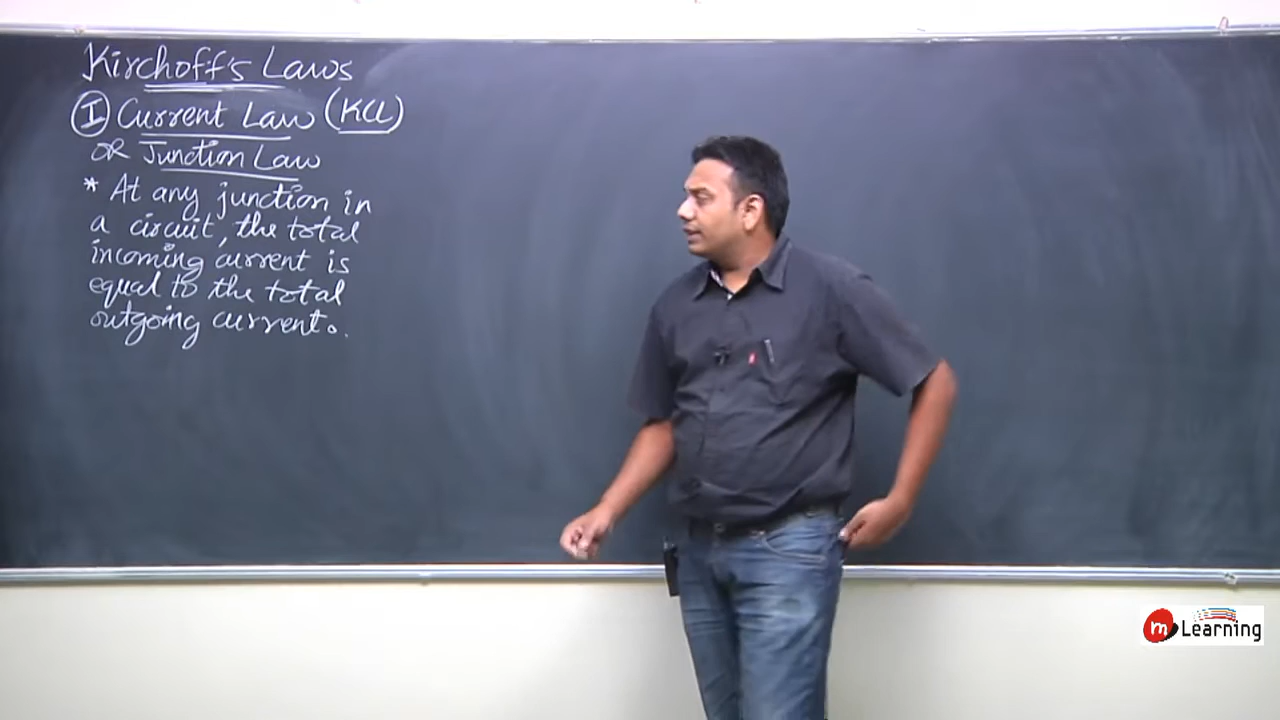 Kirchoff's Laws
I Current Law (KCL)
OR Junction Law
* At any junction in
a circuit, the total
incoming current is
equal to the total
outgoing current.
m Learning